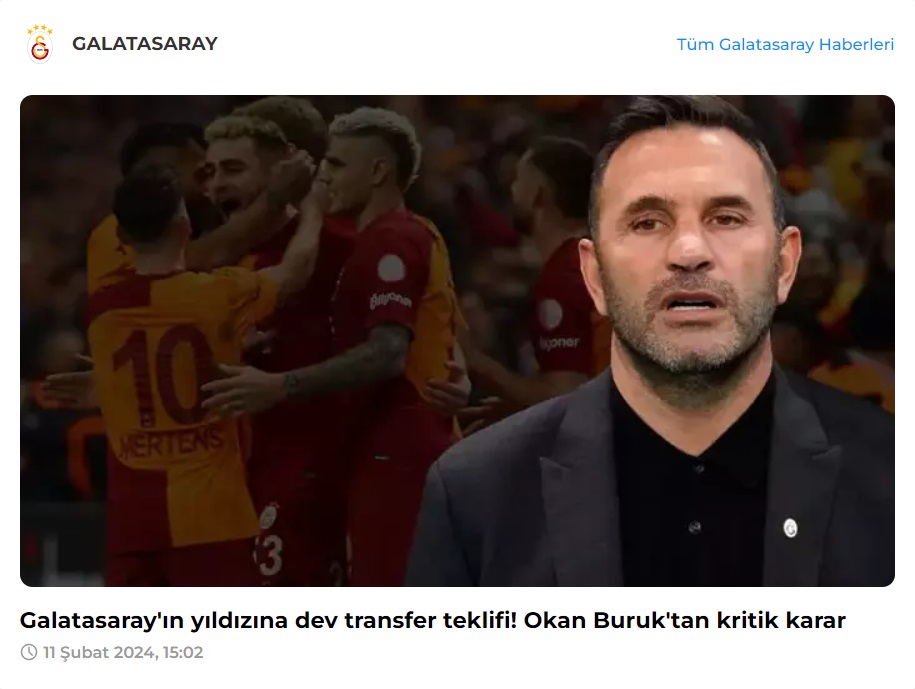 GALATASARAY
Tüm Galatasaray Haberleri
10
MERTENS
3
Galatasaray'ın yıldızına dev transfer teklifi! Okan Buruk'tan kritik karar
11 Şubat 2024, 15:02